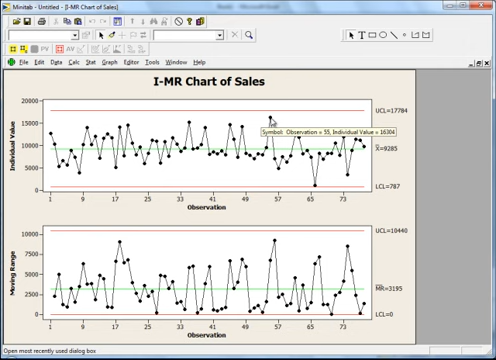 Minitab - Untitled - [I-MR Chart of Sales]
File Edit Data Calc Stat Graph Editor Tools Window Help
I-MR Chart of Sales
20000
15000
10000
5000
0
Individual Value
1 9 17 25 33 41 49 57 65 73
Observation
UCL=17784
X=9285
LCL=787
Symbol: Observation = 55, Individual Value = 16304
10000
7500
5000
2500
0
Moving Range
1 9 17 25 33 41 49 57 65 73
Observation
UCL=10440
MR=3195
LCL=0
Open most recently used dialog box